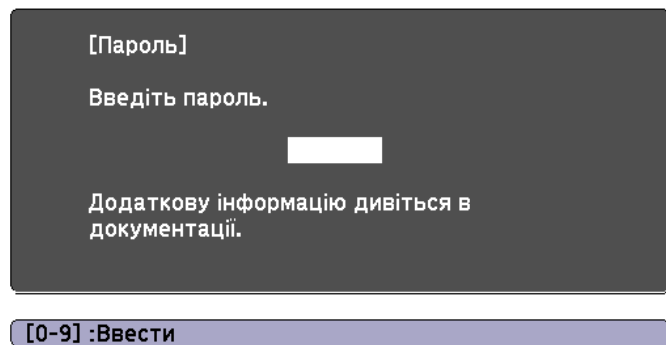 [Пароль]
Введіть пароль.
Додаткову інформацію дивіться в
документації.
[0-9] :Ввести